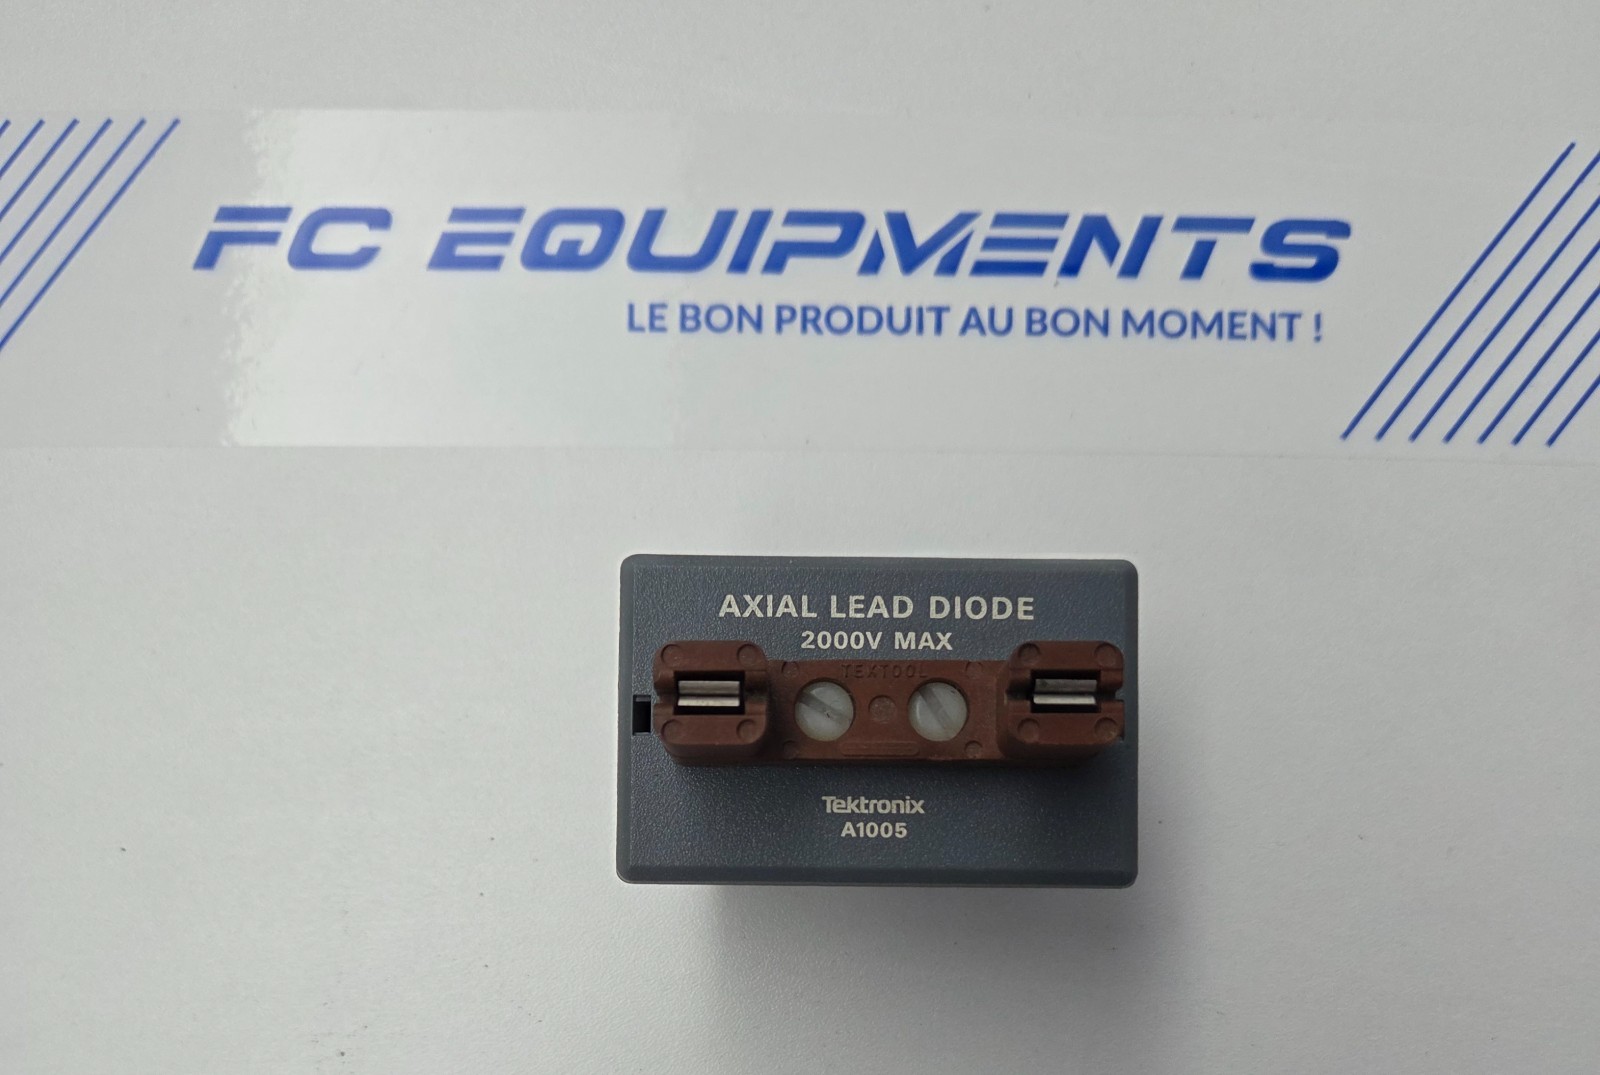 FC EQUIPMENTS
LE BON PRODUIT AU BON MOMENT !
AXIAL LEAD DIODE
2000V MAX
TEXTOOL
Tektronix
A1005